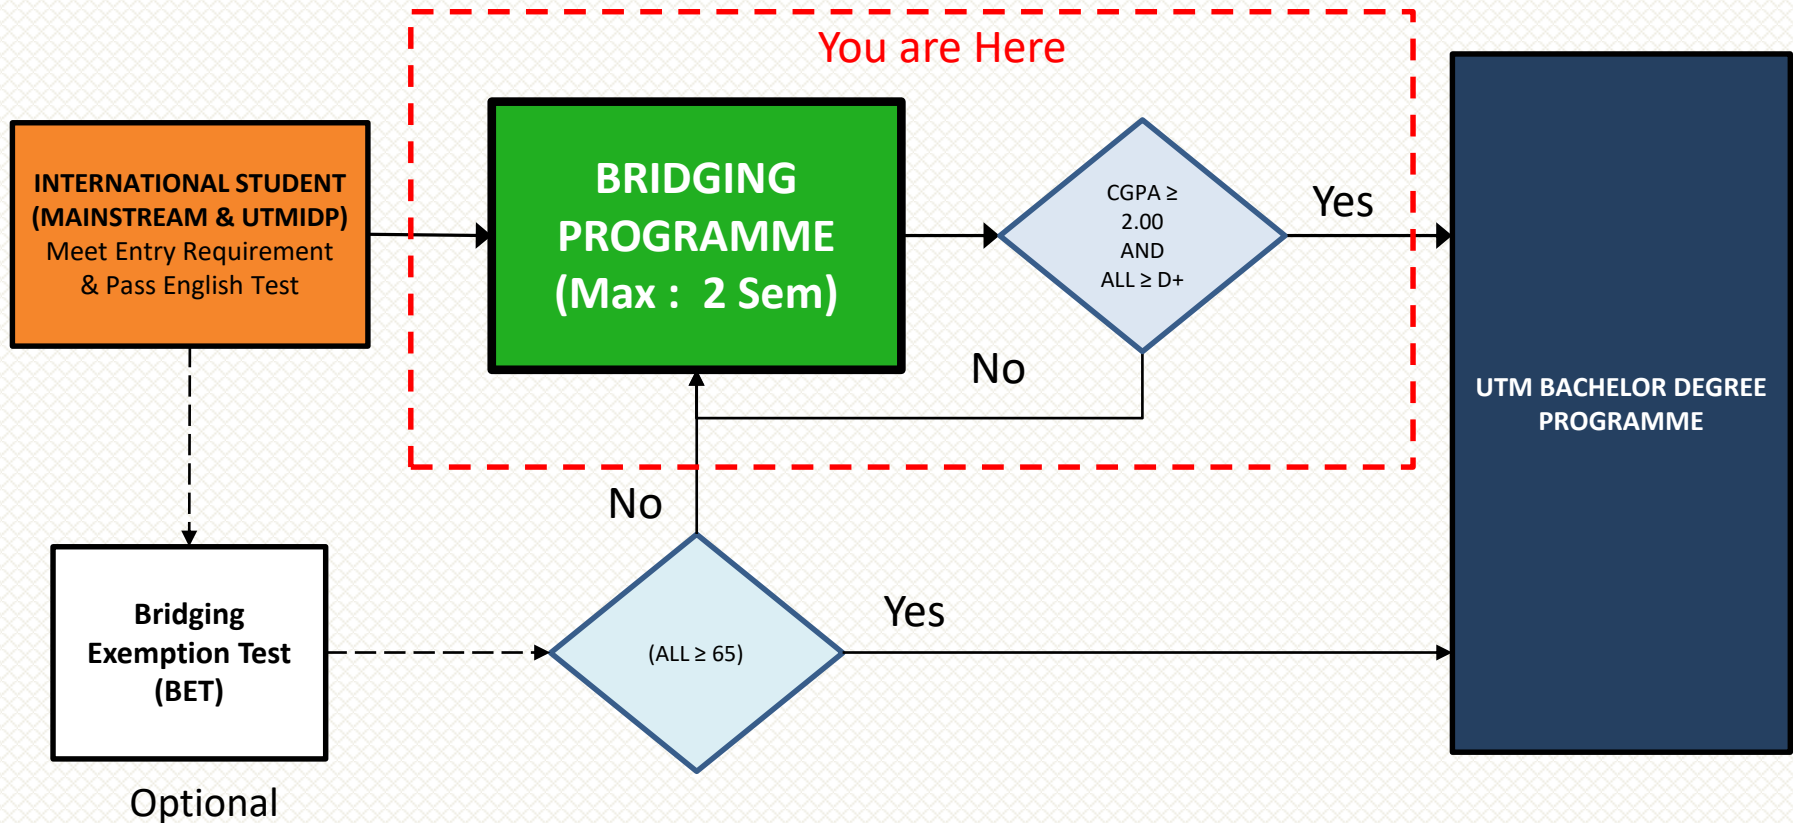 You are Here
INTERNATIONAL STUDENT
(MAINSTREAM & UTMIDP)
Meet Entry Requirement
& Pass English Test
BRIDGING
PROGRAMME
(Max :  2 Sem)
CGPA ≥
2.00
AND
ALL ≥ D+
Yes
No
UTM BACHELOR DEGREE
PROGRAMME
No
Bridging
Exemption Test
(BET)
(ALL ≥ 65)
Yes
Optional